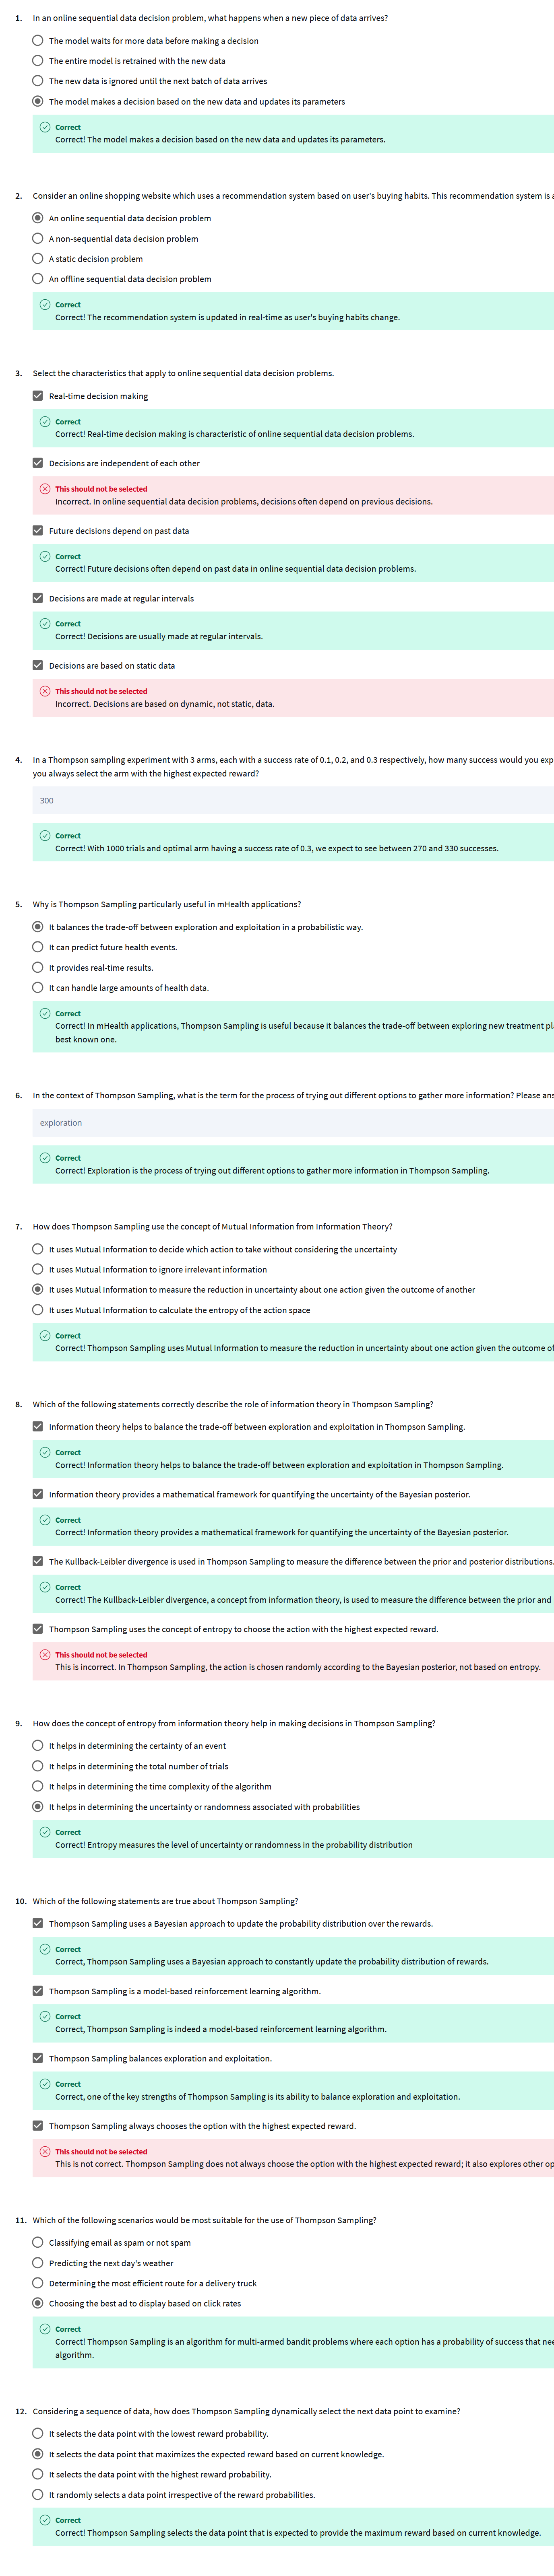 1. In an online sequential data decision problem, what happens when a new piece of data arrives?
The model waits for more data before making a decision
The entire model is retrained with the new data
The new data is ignored until the next batch of data arrives
The model makes a decision based on the new data and updates its parameters
Correct
Correct! The model makes a decision based on the new data and updates its parameters.
2. Consider an online shopping website which uses a recommendation system based on user's buying habits. This recommendation system is a
An online sequential data decision problem
A non-sequential data decision problem
A static decision problem
An offline sequential data decision problem
Correct
Correct! The recommendation system is updated in real-time as user's buying habits change.
3. Select the characteristics that apply to online sequential data decision problems.
Real-time decision making
Correct
Correct! Real-time decision making is characteristic of online sequential data decision problems.
Decisions are independent of each other
This should not be selected
Incorrect. In online sequential data decision problems, decisions often depend on previous decisions.
Future decisions depend on past data
Correct
Correct! Future decisions often depend on past data in online sequential data decision problems.
Decisions are made at regular intervals
Correct
Correct! Decisions are usually made at regular intervals.
Decisions are based on static data
This should not be selected
Incorrect. Decisions are based on dynamic, not static, data.
4. In a Thompson sampling experiment with 3 arms, each with a success rate of 0.1, 0.2, and 0.3 respectively, how many success would you exp
you always select the arm with the highest expected reward?
300
Correct
Correct! With 1000 trials and optimal arm having a success rate of 0.3, we expect to see between 270 and 330 successes.
5. Why is Thompson Sampling particularly useful in mHealth applications?
It balances the trade-off between exploration and exploitation in a probabilistic way.
It can predict future health events.
It provides real-time results.
It can handle large amounts of health data.
Correct
Correct! In mHealth applications, Thompson Sampling is useful because it balances the trade-off between exploring new treatment pl
best known one.
6. In the context of Thompson Sampling, what is the term for the process of trying out different options to gather more information? Please ans
exploration
Correct
Correct! Exploration is the process of trying out different options to gather more information in Thompson Sampling.
7. How does Thompson Sampling use the concept of Mutual Information from Information Theory?
It uses Mutual Information to decide which action to take without considering the uncertainty
It uses Mutual Information to ignore irrelevant information
It uses Mutual Information to measure the reduction in uncertainty about one action given the outcome of another
It uses Mutual Information to calculate the entropy of the action space
Correct
Correct! Thompson Sampling uses Mutual Information to measure the reduction in uncertainty about one action given the outcome of
8. Which of the following statements correctly describe the role of information theory in Thompson Sampling?
Information theory helps to balance the trade-off between exploration and exploitation in Thompson Sampling.
Correct
Correct! Information theory helps to balance the trade-off between exploration and exploitation in Thompson Sampling.
Information theory provides a mathematical framework for quantifying the uncertainty of the Bayesian posterior.
Correct
Correct! Information theory provides a mathematical framework for quantifying the uncertainty of the Bayesian posterior.
The Kullback-Leibler divergence is used in Thompson Sampling to measure the difference between the prior and posterior distributions.
Correct
Correct! The Kullback-Leibler divergence, a concept from information theory, is used to measure the difference between the prior and
Thompson Sampling uses the concept of entropy to choose the action with the highest expected reward.
This should not be selected
This is incorrect. In Thompson Sampling, the action is chosen randomly according to the Bayesian posterior, not based on entropy.
9. How does the concept of entropy from information theory help in making decisions in Thompson Sampling?
It helps in determining the certainty of an event
It helps in determining the total number of trials
It helps in determining the time complexity of the algorithm
It helps in determining the uncertainty or randomness associated with probabilities
Correct
Correct! Entropy measures the level of uncertainty or randomness in the probability distribution
10. Which of the following statements are true about Thompson Sampling?
Thompson Sampling uses a Bayesian approach to update the probability distribution over the rewards.
Correct
Correct, Thompson Sampling uses a Bayesian approach to constantly update the probability distribution of rewards.
Thompson Sampling is a model-based reinforcement learning algorithm.
Correct
Correct, Thompson Sampling is indeed a model-based reinforcement learning algorithm.
Thompson Sampling balances exploration and exploitation.
Correct
Correct, one of the key strengths of Thompson Sampling is its ability to balance exploration and exploitation.
Thompson Sampling always chooses the option with the highest expected reward.
This should not be selected
This is not correct. Thompson Sampling does not always choose the option with the highest expected reward; it also explores other op
11. Which of the following scenarios would be most suitable for the use of Thompson Sampling?
Classifying email as spam or not spam
Predicting the next day's weather
Determining the most efficient route for a delivery truck
Choosing the best ad to display based on click rates
Correct
Correct! Thompson Sampling is an algorithm for multi-armed bandit problems where each option has a probability of success that nee
algorithm.
12. Considering a sequence of data, how does Thompson Sampling dynamically select the next data point to examine?
It selects the data point with the lowest reward probability.
It selects the data point that maximizes the expected reward based on current knowledge.
It selects the data point with the highest reward probability.
It randomly selects a data point irrespective of the reward probabilities.
Correct
Correct! Thompson Sampling selects the data point that is expected to provide the maximum reward based on current knowledge.